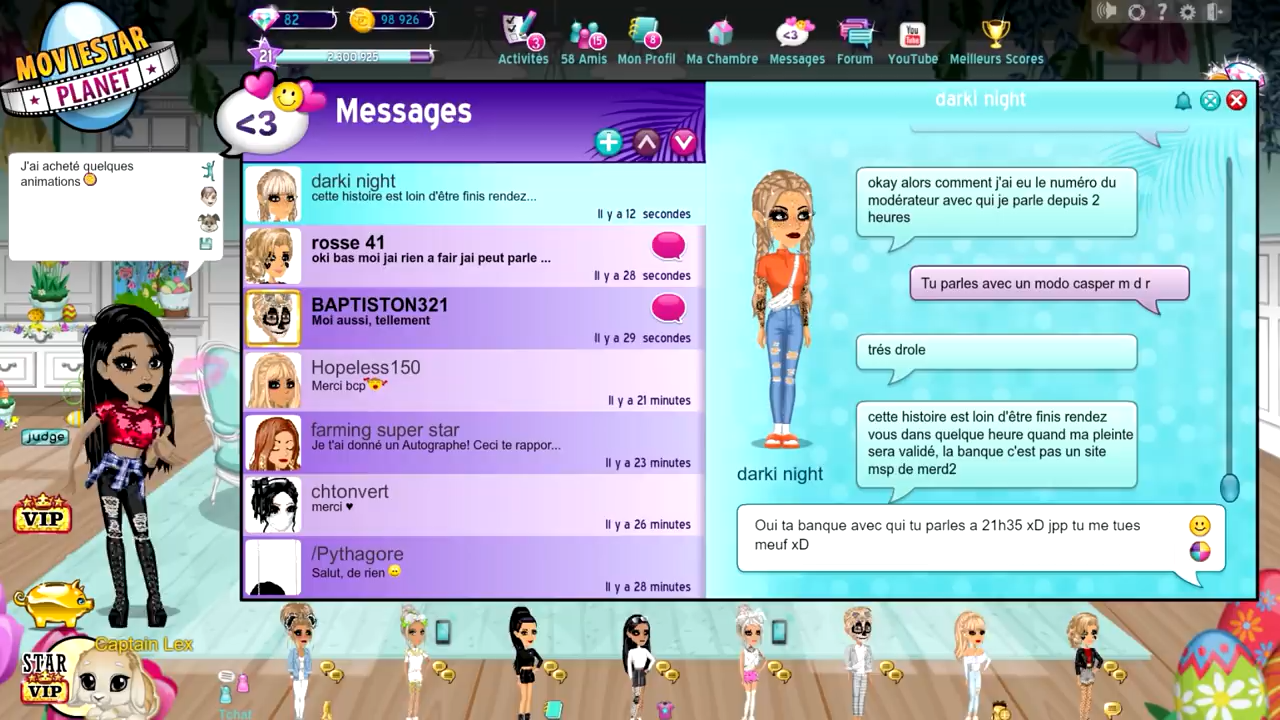 MOVIESTAR
PLANET
82
98 926
21
2 300 925
3
15
8
<3
You
Tube
Activités
58 Amis
Mon Profil
Ma Chambre
Messages
Forum
YouTube
Meilleurs Scores
?
<3
Messages
darki night
J'ai acheté quelques
animations
darki night
cette histoire est loin d'être finis rendez...
Il y a 12 secondes
rosse 41
oki bas moi jai rien a fair jai peut parle ...
Il y a 28 secondes
BAPTISTON321
Moi aussi, tellement
Il y a 29 secondes
Hopeless150
Merci bcp
Il y a 21 minutes
farming super star
Je t'ai donné un Autographe! Ceci te rappor...
Il y a 23 minutes
chtonvert
merci ♥
Il y a 26 minutes
/Pythagore
Salut, de rien
Il y a 28 minutes
okay alors comment j'ai eu le numéro du
modérateur avec qui je parle depuis 2
heures
Tu parles avec un modo casper m d r
trés drole
cette histoire est loin d'être finis rendez
vous dans quelque heure quand ma pleinte
sera validé, la banque c'est pas un site
msp de merd2
darki night
Oui ta banque avec qui tu parles a 21h35 xD jpp tu me tues
meuf xD
judge
VIP
Captain Lex
STAR
VIP
Tchat